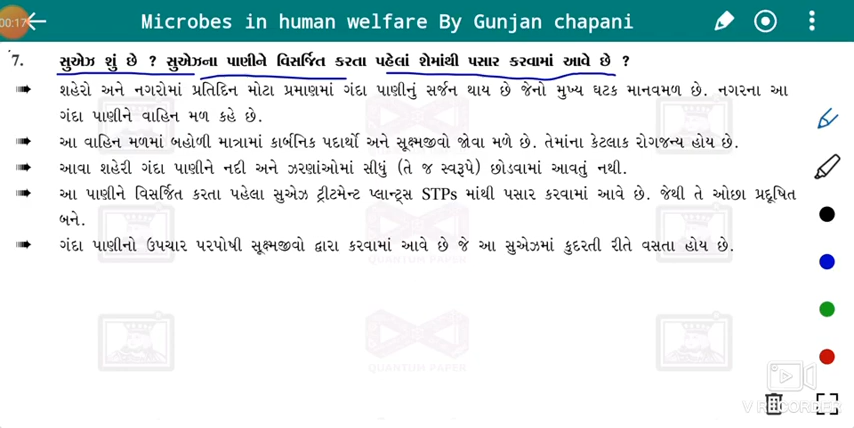 00:17
Microbes in human welfare By Gunjan chapani
7. સુએઝ શું છે ? સુએઝના પાણીને વિસર્જિત કરતા પહેલાં શેમાંથી પસાર કરવામાં આવે છે ?
➠ શહેરો અને નગરોમાં પ્રતિદિન મોટા પ્રમાણમાં ગંદા પાણીનું સર્જન થાય છે જેનો મુખ્ય ઘટક માનવમળ છે. નગરના આ
ગંદા પાણીને વાહિન મળ કહે છે.
➠ આ વાહિન મળમાં બહોળી માત્રામાં કાર્બનિક પદાર્થો અને સૂક્ષ્મજીવો જોવા મળે છે. તેમાંના કેટલાક રોગજન્ય હોય છે.
➠ આવા શહેરી ગંદા પાણીને નદી અને ઝરણાંઓમાં સીધું (તે જ સ્વરૂપે) છોડવામાં આવતું નથી.
➠ આ પાણીને વિસર્જિત કરતા પહેલા સુએઝ ટ્રીટમેન્ટ પ્લાન્ટ્સ STPs માંથી પસાર કરવામાં આવે છે. જેથી તે ઓછા પ્રદૂષિત
બને.
➠ ગંદા પાણીનો ઉપચાર પરપોષી સૂક્ષ્મજીવો દ્વારા કરવામાં આવે છે જે આ સુએઝમાં કુદરતી રીતે વસતા હોય છે.
QUANTUM PAPER
QUANTUM PAPER
V RECORDER